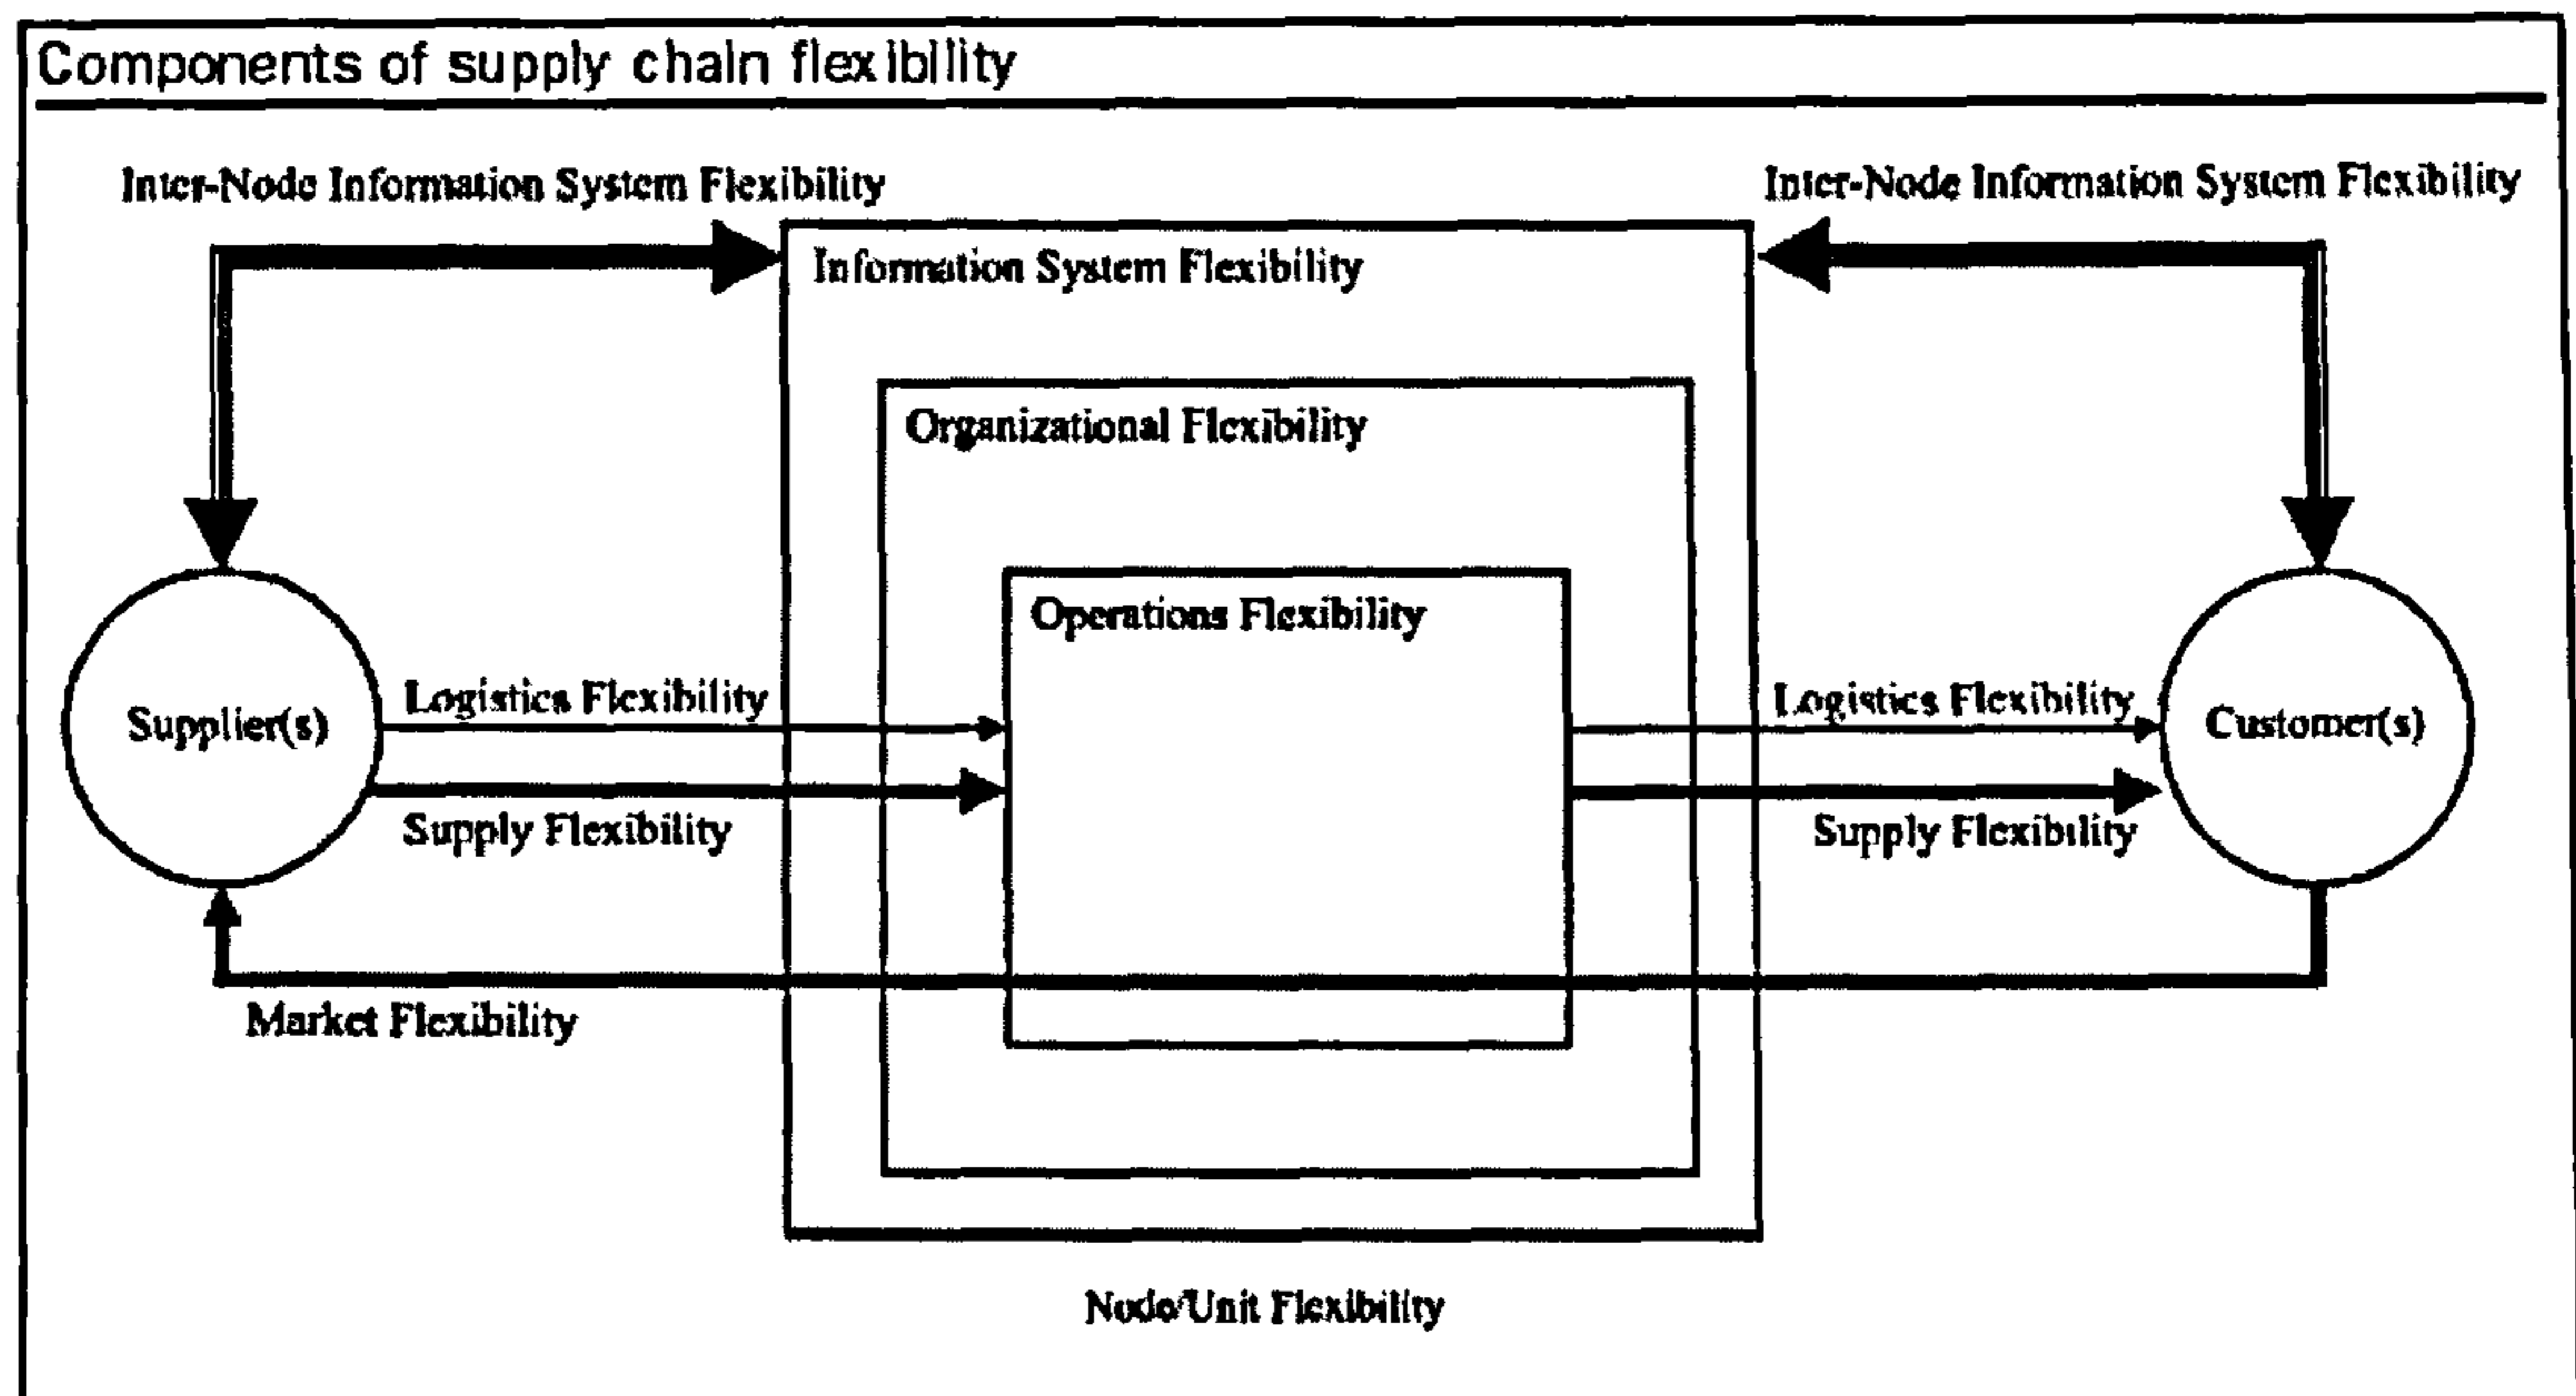 Components of supply chain flexibility
Inter-Node Information System Flexibility
Inter-Node Information System Flexibility
Information System Flexibility
Organizational Flexibility
Operations Flexibility
Supplier(s)
Logistics Flexibility
Supply Flexibility
Logistics Flexibility
Supply Flexibility
Customer(s)
Market Flexibility
Node/Unit Flexibility